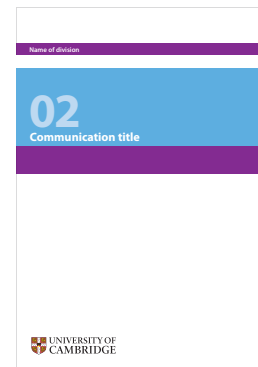 Name of division
02
Communication title
UNIVERSITY OF
CAMBRIDGE